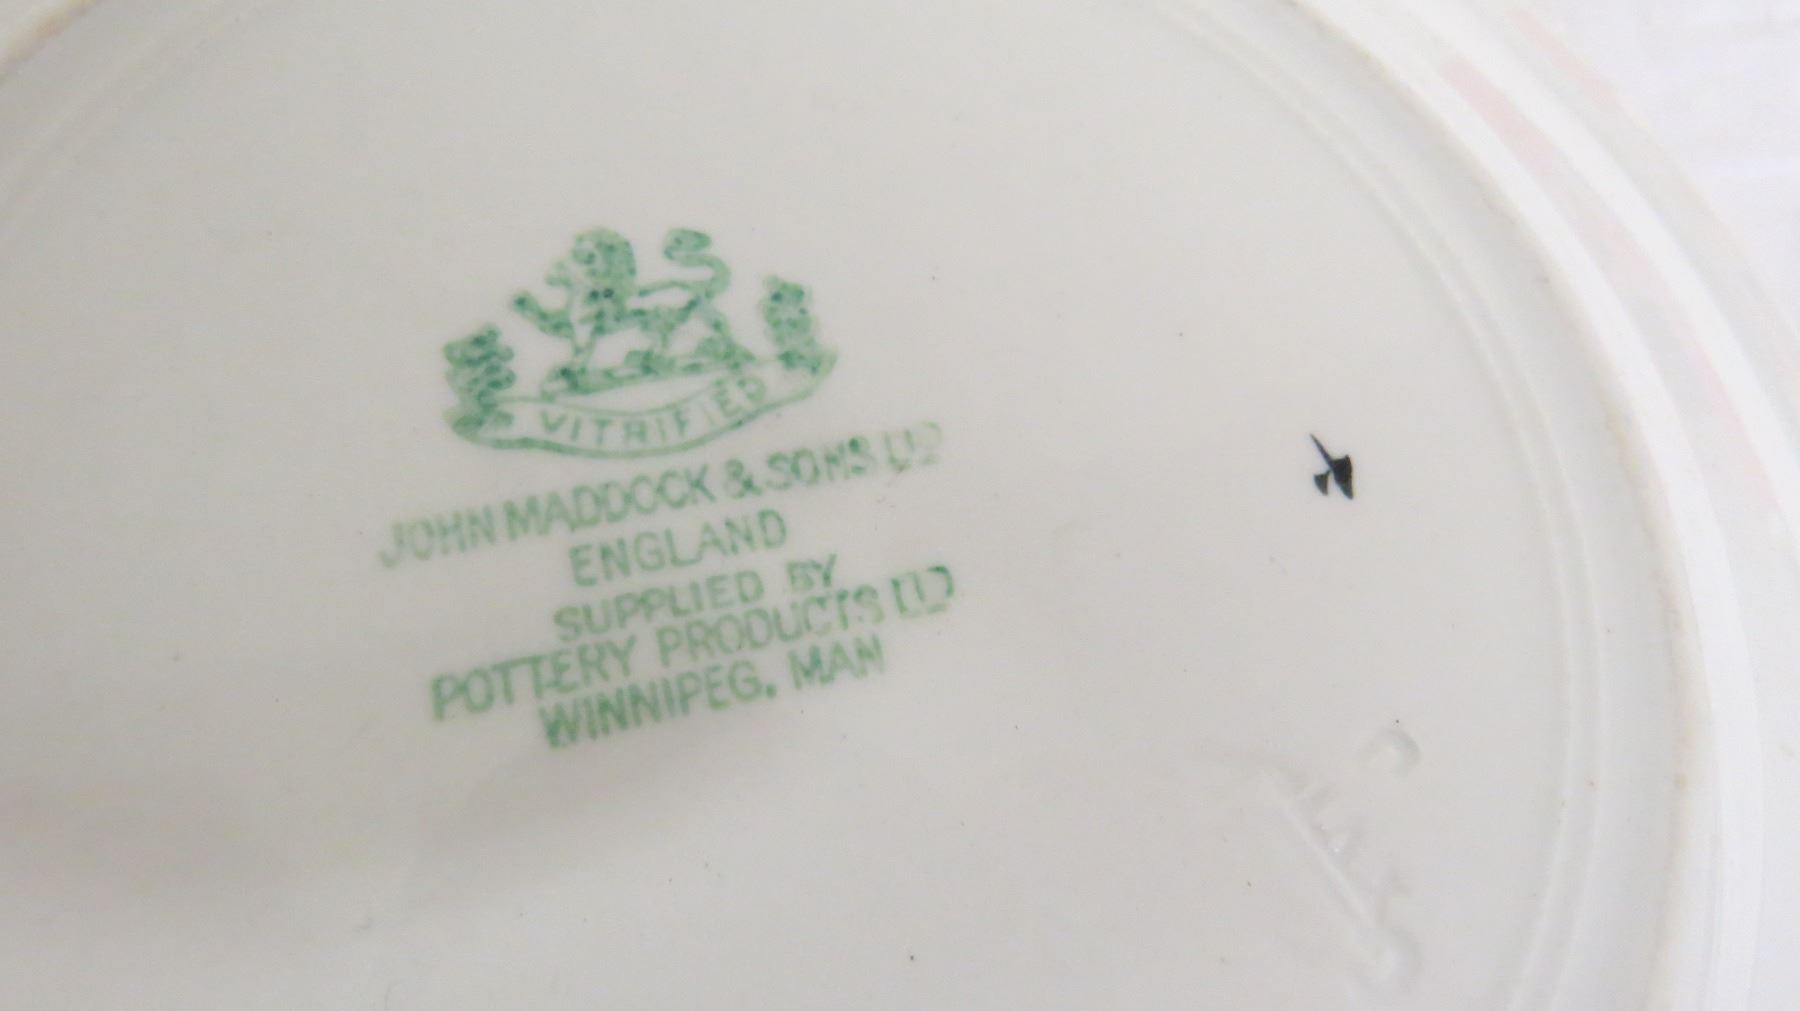 VITRIFIED
JOHN MADDOCK & SONS LTD
ENGLAND
SUPPLIED BY
POTTERY PRODUCTS LTD
WINNIPEG. MAN